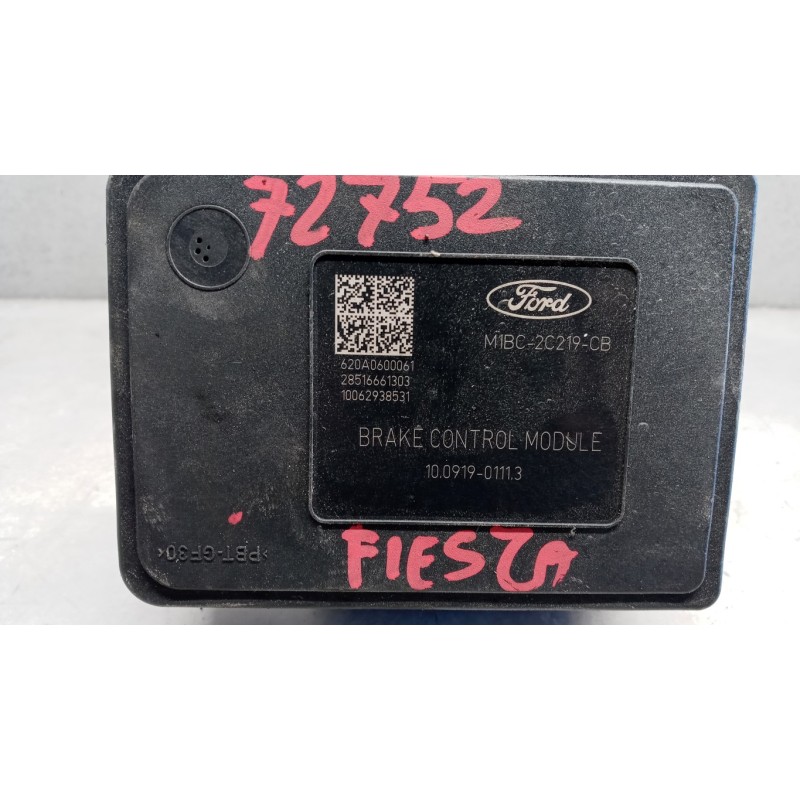 72752
Ford
M1BC-2C219-CB
620A0600061
28516661303
10062938531
BRAKE CONTROL MODULE
10.0919-0111.3
FIESTA
>PBT-GF30<